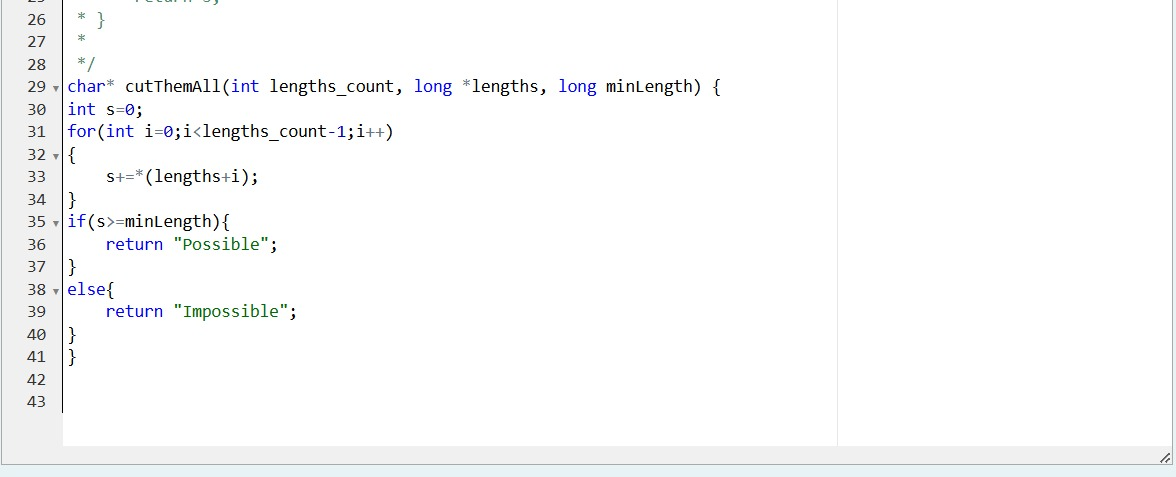 26 * }
27 *
28 */
29 char* cutThemAll(int lengths_count, long *lengths, long minLength) {
30 int s=0;
31 for(int i=0;i<lengths_count-1;i++)
32 {
33 s+=*(lengths+i);
34 }
35 if(s>=minLength){
36 return "Possible";
37 }
38 else{
39 return "Impossible";
40 }
41 }
42
43